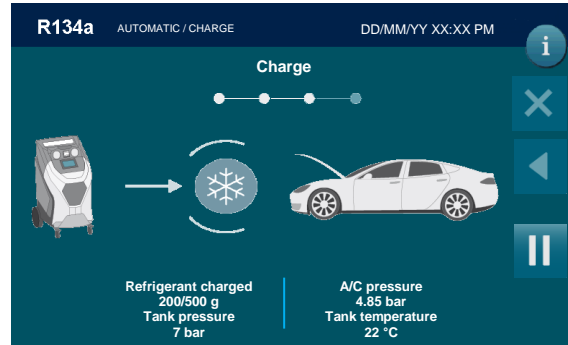 R134a AUTOMATIC / CHARGE DD/MM/YY XX:XX PM
i
Charge
Refrigerant charged
200/500 g
Tank pressure
7 bar
A/C pressure
4.85 bar
Tank temperature
22 °C